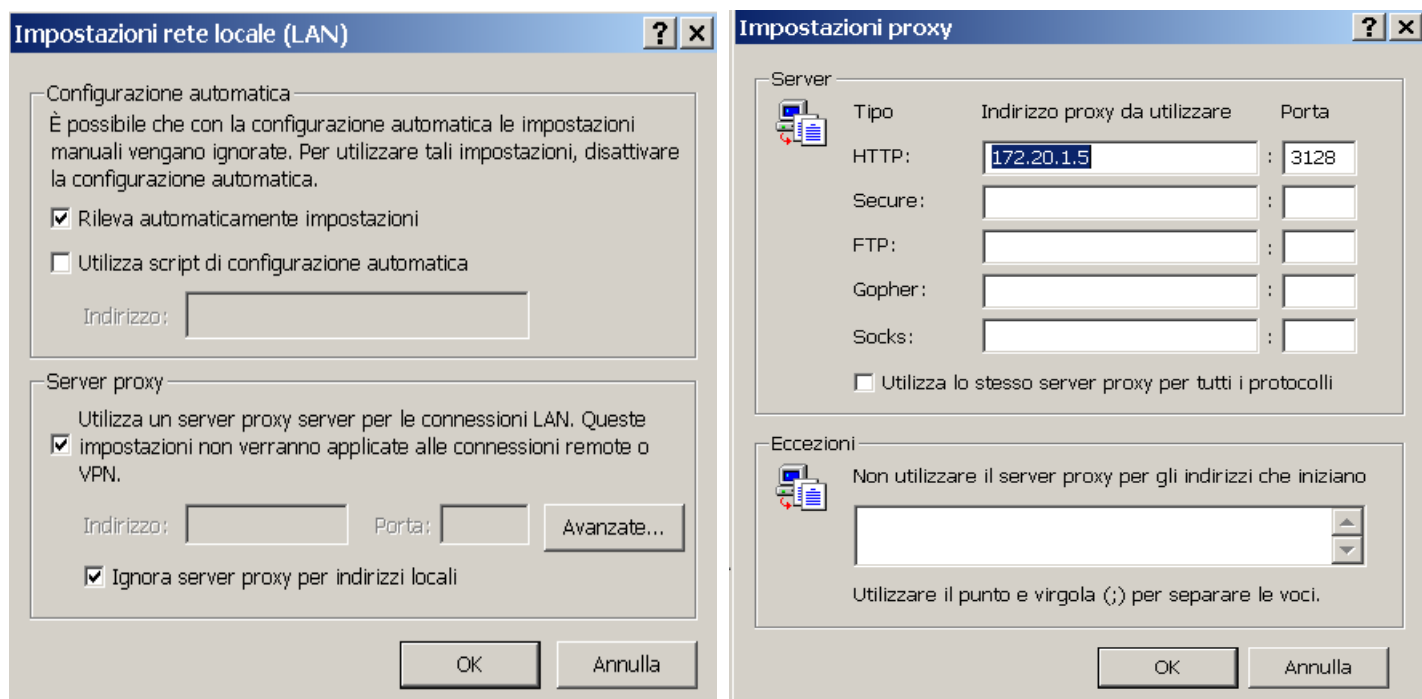 Impostazioni rete locale (LAN)
Configurazione automatica
È possibile che con la configurazione automatica le impostazioni
manuali vengano ignorate. Per utilizzare tali impostazioni, disattivare
la configurazione automatica.
Rileva automaticamente impostazioni
Utilizza script di configurazione automatica
Indirizzo:
Server proxy
Utilizza un server proxy server per le connessioni LAN. Queste
impostazioni non verranno applicate alle connessioni remote o
VPN.
Indirizzo: Porta: Avanzate...
Ignora server proxy per indirizzi locali
OK Annulla
Impostazioni proxy
Server
Tipo Indirizzo proxy da utilizzare Porta
HTTP: 172.20.1.5 : 3128
Secure: :
FTP: :
Gopher: :
Socks: :
Utilizza lo stesso server proxy per tutti i protocolli
Eccezioni
Non utilizzare il server proxy per gli indirizzi che iniziano
Utilizzare il punto e virgola (;) per separare le voci.
OK Annulla